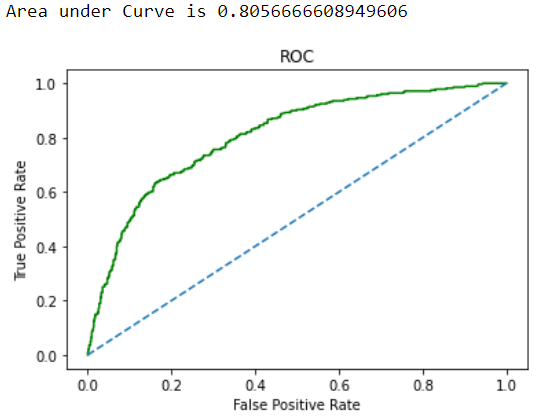 Area under Curve is 0.8056666608949606
ROC
1.0
0.8
0.6
0.4
0.2
0.0
True Positive Rate
0.0 0.2 0.4 0.6 0.8 1.0
False Positive Rate